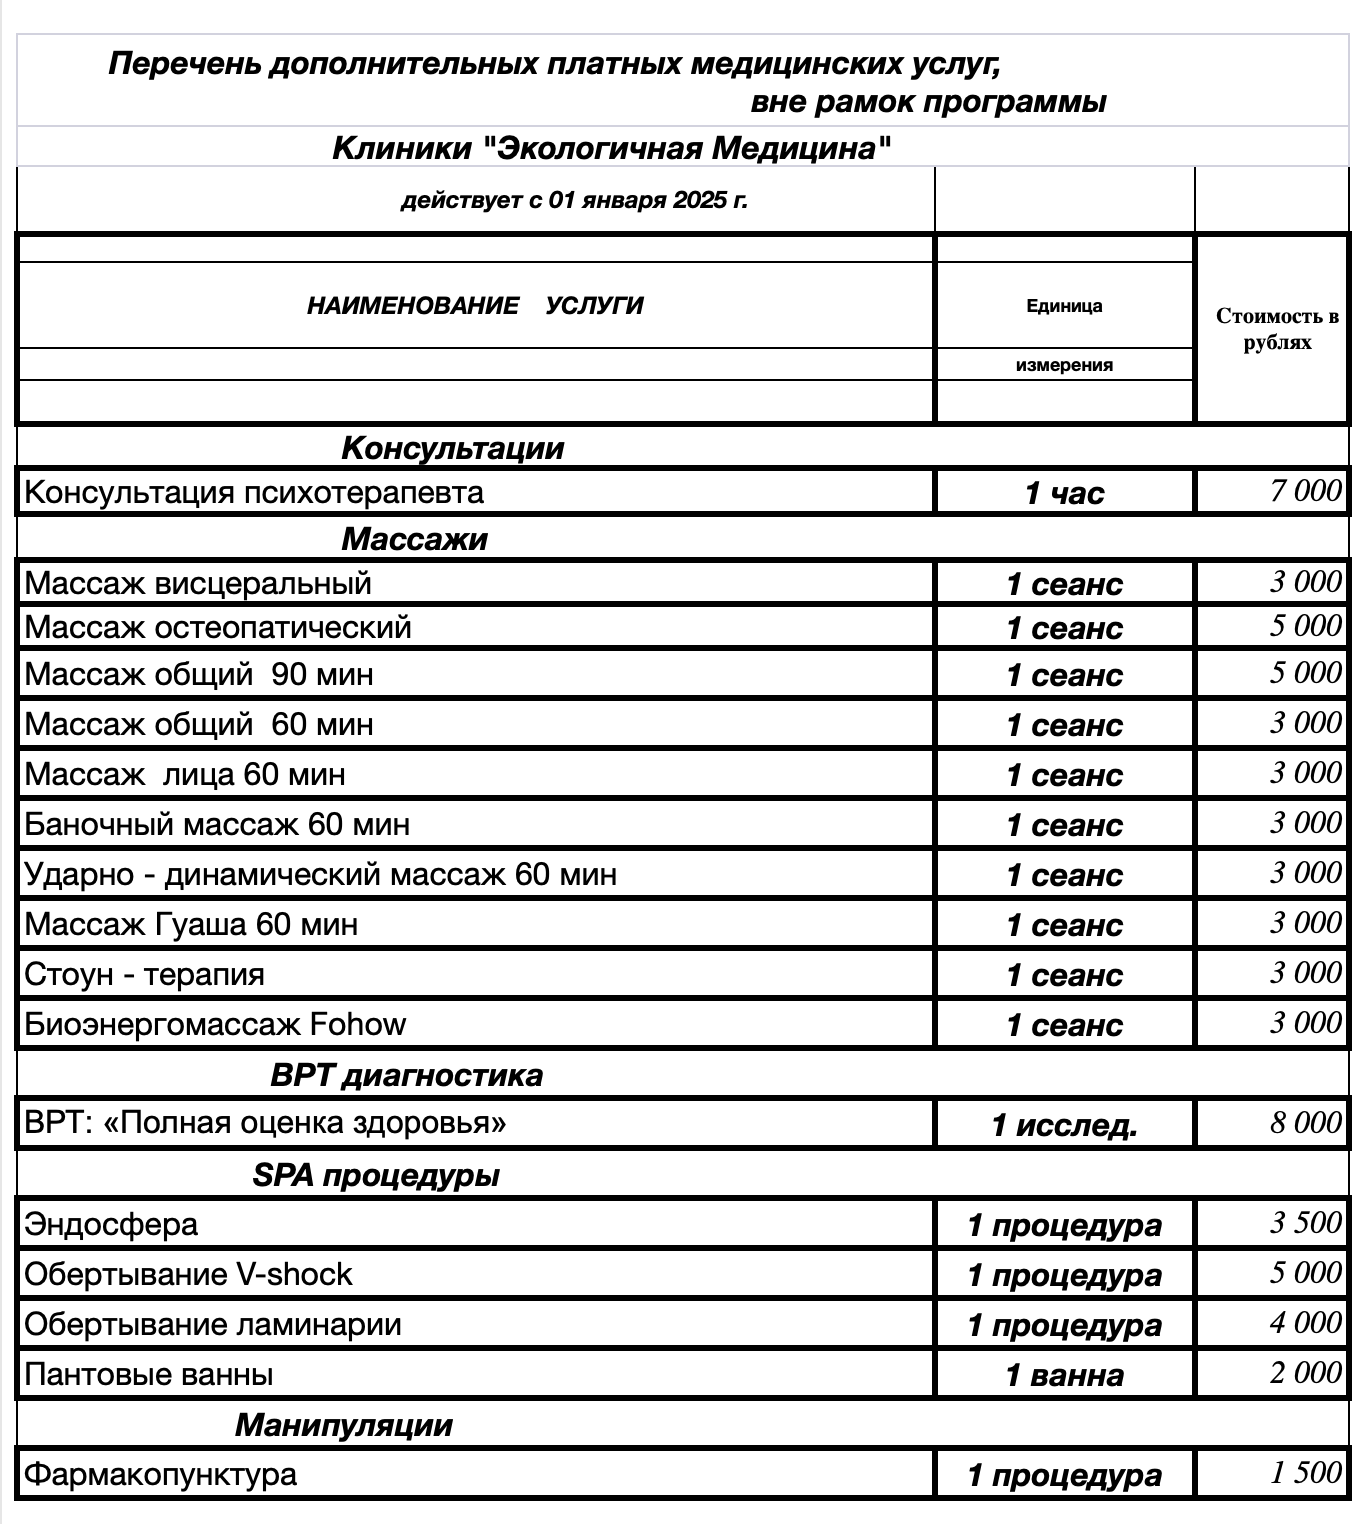 Перечень дополнительных платных медицинских услуг,
вне рамок программы
Клиники "Экологичная Медицина"
действует с 01 января 2025 г.
НАИМЕНОВАНИЕ УСЛУГИ Единица измерения Стоимость в рублях
Консультации
Консультация психотерапевта 1 час 7 000
Массажи
Массаж висцеральный 1 сеанс 3 000
Массаж остеопатический 1 сеанс 5 000
Массаж общий 90 мин 1 сеанс 5 000
Массаж общий 60 мин 1 сеанс 3 000
Массаж лица 60 мин 1 сеанс 3 000
Баночный массаж 60 мин 1 сеанс 3 000
Ударно - динамический массаж 60 мин 1 сеанс 3 000
Массаж Гуаша 60 мин 1 сеанс 3 000
Стоун - терапия 1 сеанс 3 000
Биоэнергомассаж Fohow 1 сеанс 3 000
ВРТ диагностика
ВРТ: «Полная оценка здоровья» 1 исслед. 8 000
SPA процедуры
Эндосфера 1 процедура 3 500
Обертывание V-shock 1 процедура 5 000
Обертывание ламинарии 1 процедура 4 000
Пантовые ванны 1 ванна 2 000
Манипуляции
Фармакопунктура 1 процедура 1 500